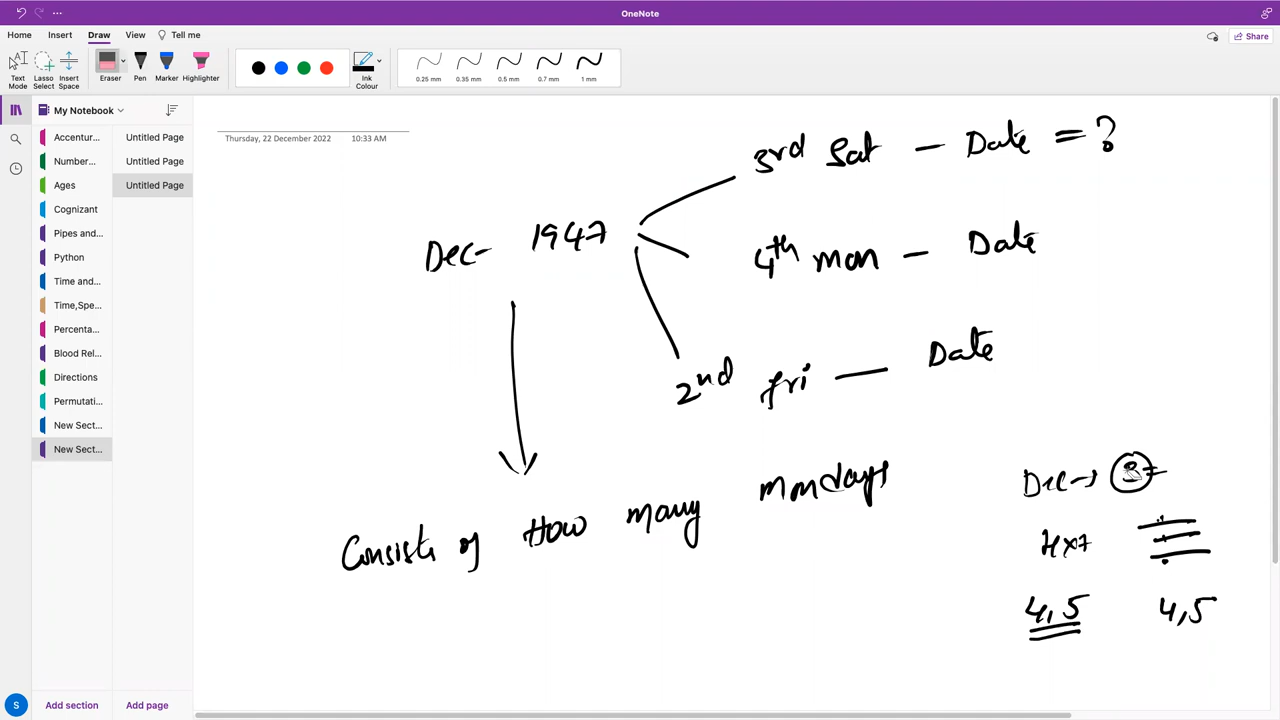 OneNote
Home Insert Draw View Tell me
Share
Text Mode
Lasso Select
Insert Space
Eraser
Pen
Marker
Highlighter
Ink Colour
0.25 mm 0.35 mm 0.5 mm 0.7 mm 1 mm
My Notebook
Accentur...
Number...
Ages
Cognizant
Pipes and...
Python
Time and...
Time,Spe...
Percenta...
Blood Rel...
Directions
Permutati...
New Sect...
New Sect...
Untitled Page
Untitled Page
Untitled Page
Thursday, 22 December 2022 10:33 AM
3rd Sat - Date = ?
Dec- 1947
4th mon - Date
2nd fri - Date
Consists of How many mondays
Dec →
4x7
4,5 4,5
S
Add section
Add page